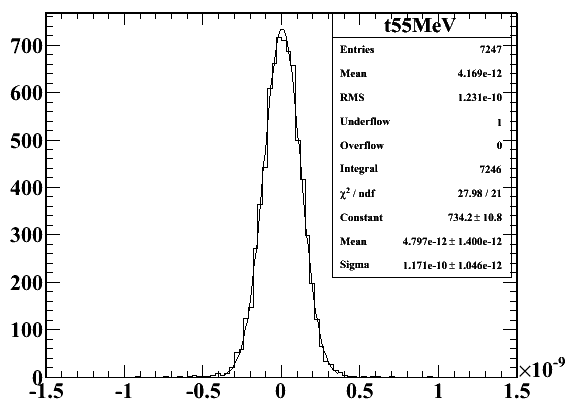 t55MeV
Entries 7247
Mean 4.169e-12
RMS 1.231e-10
Underflow 1
Overflow 0
Integral 7246
χ² / ndf 27.98 / 21
Constant 734.2 ± 10.8
Mean 4.797e-12 ± 1.400e-12
Sigma 1.171e-10 ± 1.046e-12
700
600
500
400
300
200
100
0
-1.5 -1 -0.5 0 0.5 1 1.5
×10⁻⁹